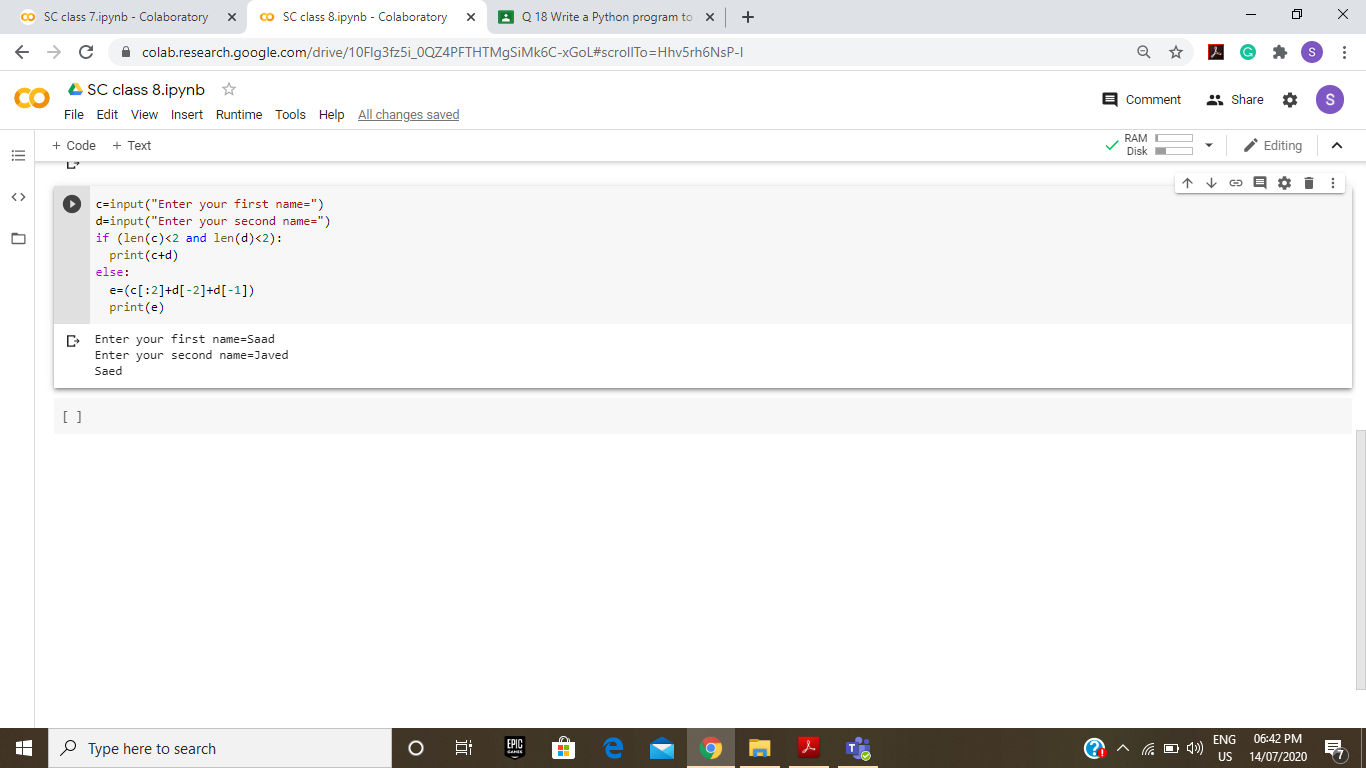 SC class 7.ipynb - Colaboratory
SC class 8.ipynb - Colaboratory
Q 18 Write a Python program to
colab.research.google.com/drive/10Flg3fz5i_0QZ4PFTHTMgSiMk6C-xGoL#scrollTo=Hhv5rh6NsP-l
S
SC class 8.ipynb
Comment
Share
S
File Edit View Insert Runtime Tools Help All changes saved
+ Code + Text
RAM
Disk
Editing
c=input("Enter your first name=")
d=input("Enter your second name=")
if (len(c)<2 and len(d)<2):
  print(c+d)
else:
  e=(c[:2]+d[-2]+d[-1])
  print(e)
Enter your first name=Saad
Enter your second name=Javed
Saed
[ ]
Type here to search
EPIC
GAMES
ENG
US
06:42 PM
14/07/2020
7